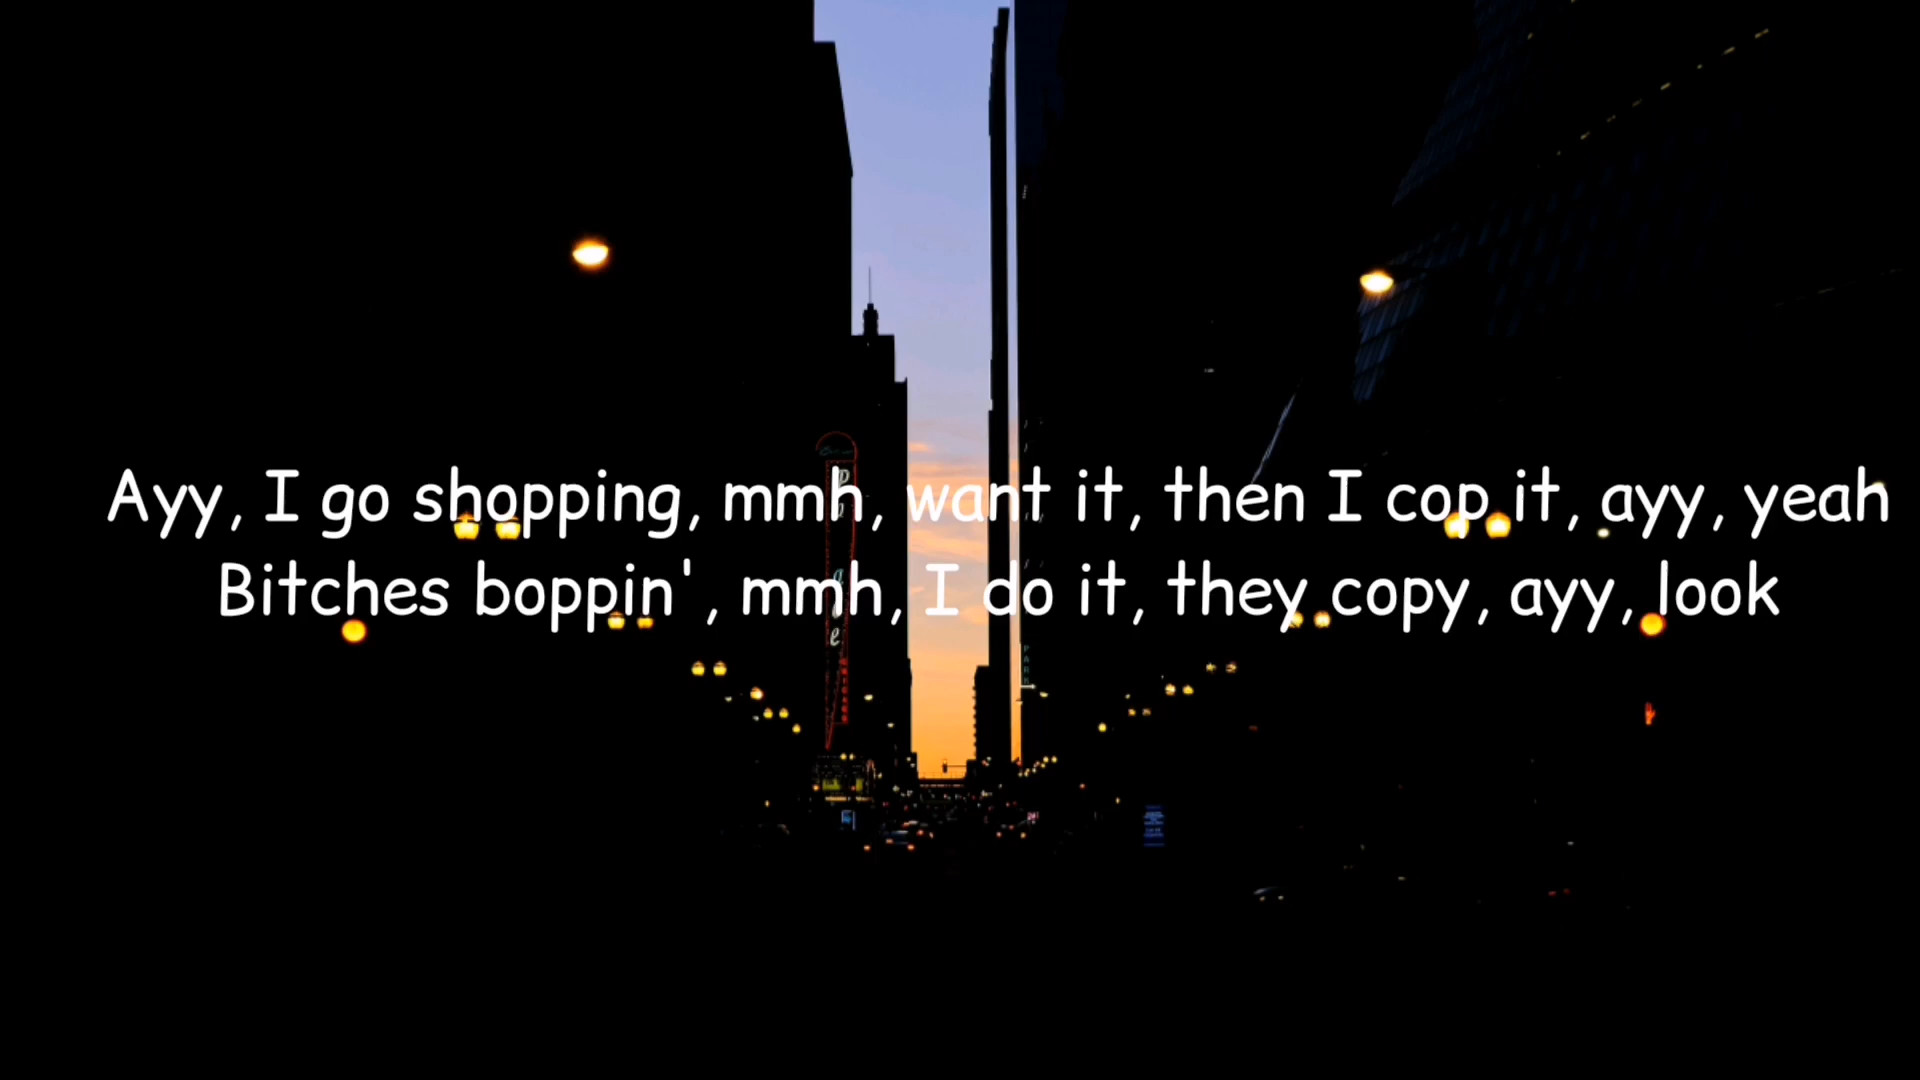 Ayy, I go shopping, mmh, want it, then I cop it, ayy, yeah
Bitches boppin', mmh, I do it, they copy, ayy, look
PARK